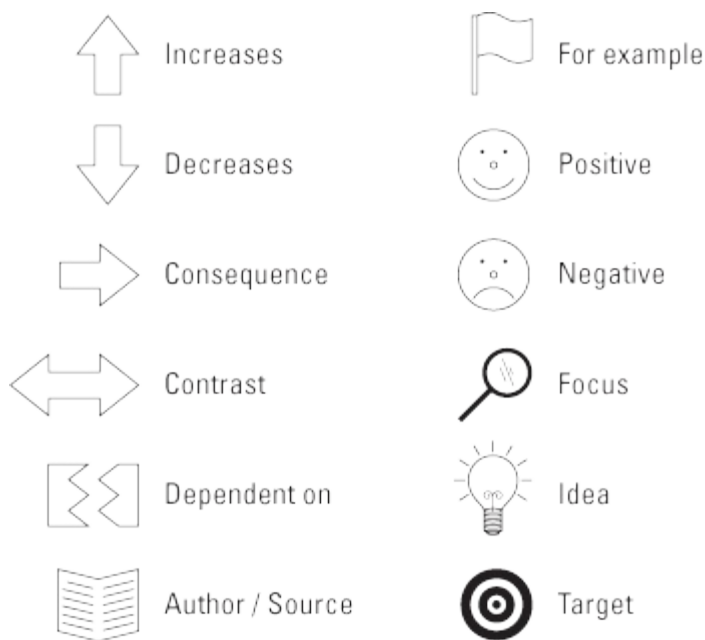 Increases
Decreases
Consequence
Contrast
Dependent on
Author / Source
For example
Positive
Negative
Focus
Idea
Target